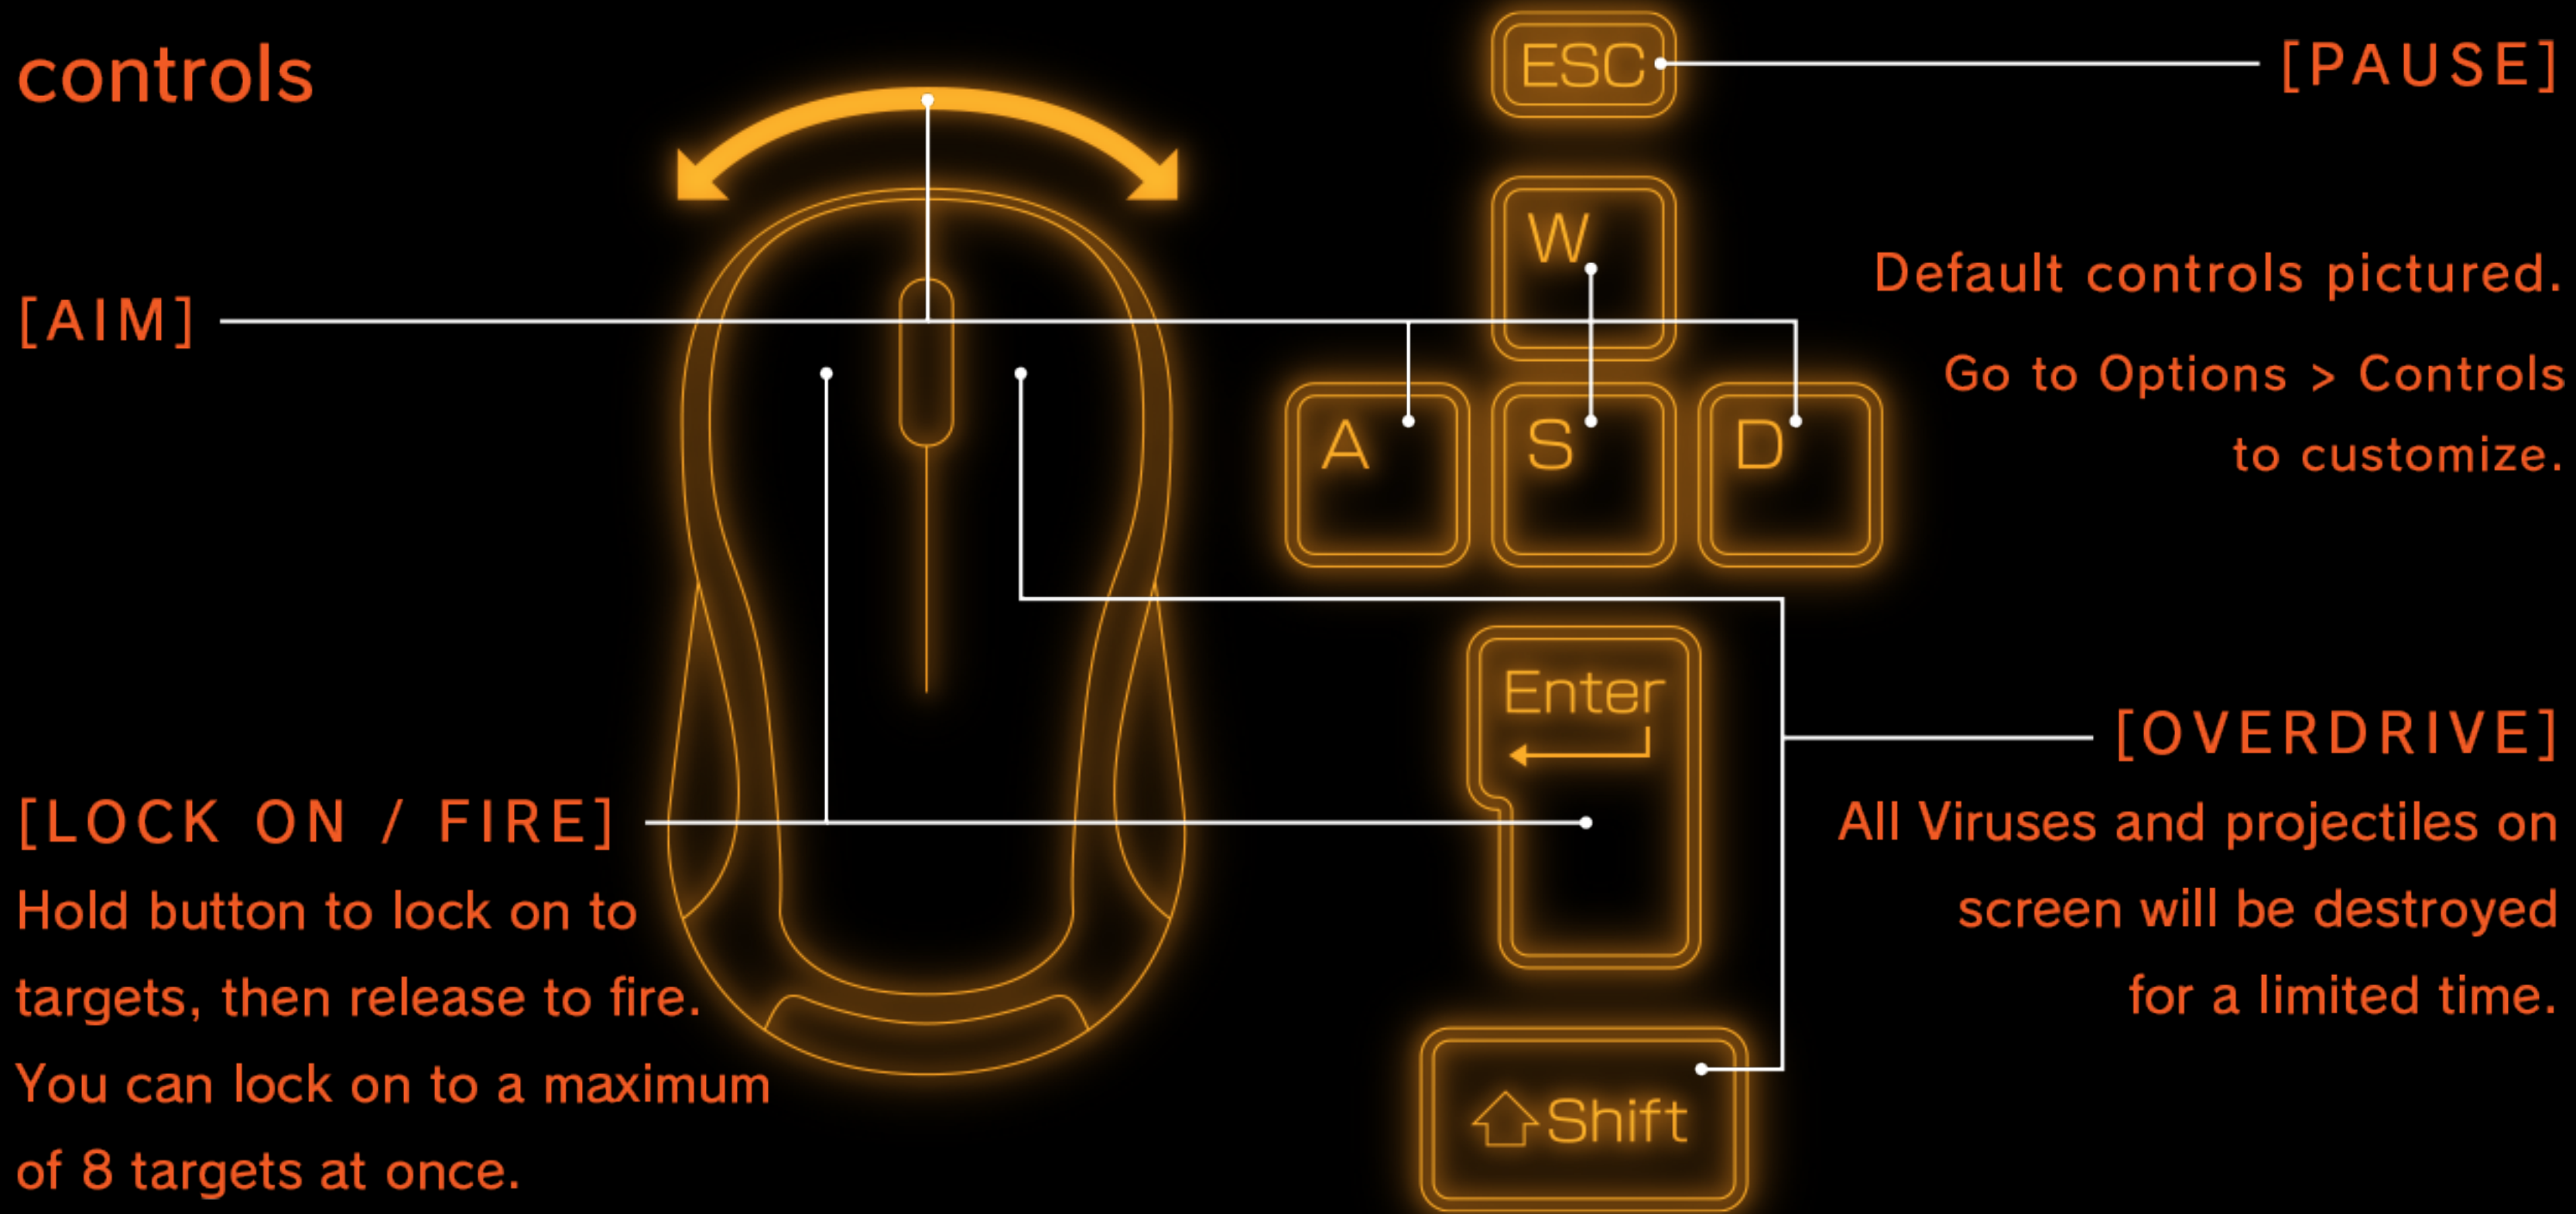 controls
ESC
[PAUSE]
W
Default controls pictured.
[AIM]
Go to Options > Controls
to customize.
A
S
D
Enter
[OVERDRIVE]
All Viruses and projectiles on
screen will be destroyed
for a limited time.
[LOCK ON / FIRE]
Hold button to lock on to
targets, then release to fire.
You can lock on to a maximum
of 8 targets at once.
Shift